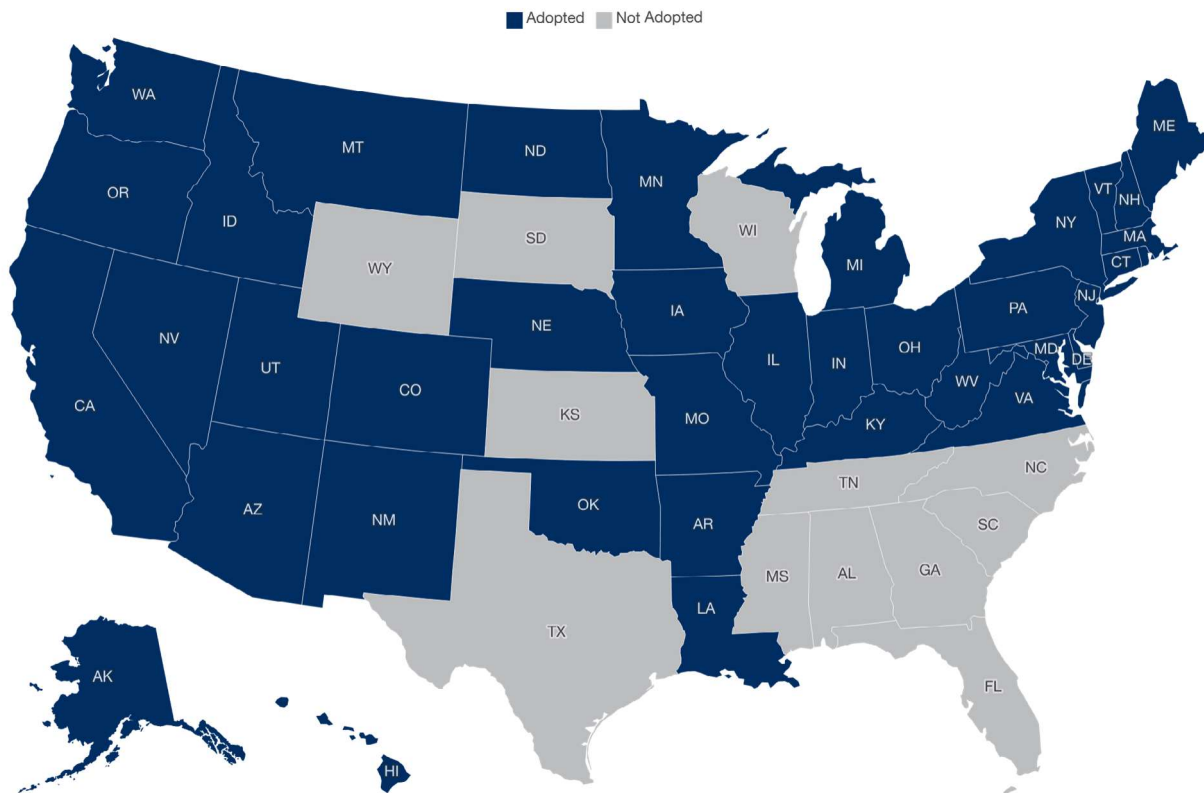 Adopted Not Adopted
WA
ME
MT
ND
MN
VT
NH
OR
ID
SD
WI
NY
MA
WY
MI
CT
NE
IA
PA
NJ
NV
UT
CO
IL
IN
OH
MD
DE
WV
VA
CA
KS
MO
KY
TN
NC
AZ
NM
OK
AR
SC
MS
AL
GA
LA
TX
FL
AK
HI